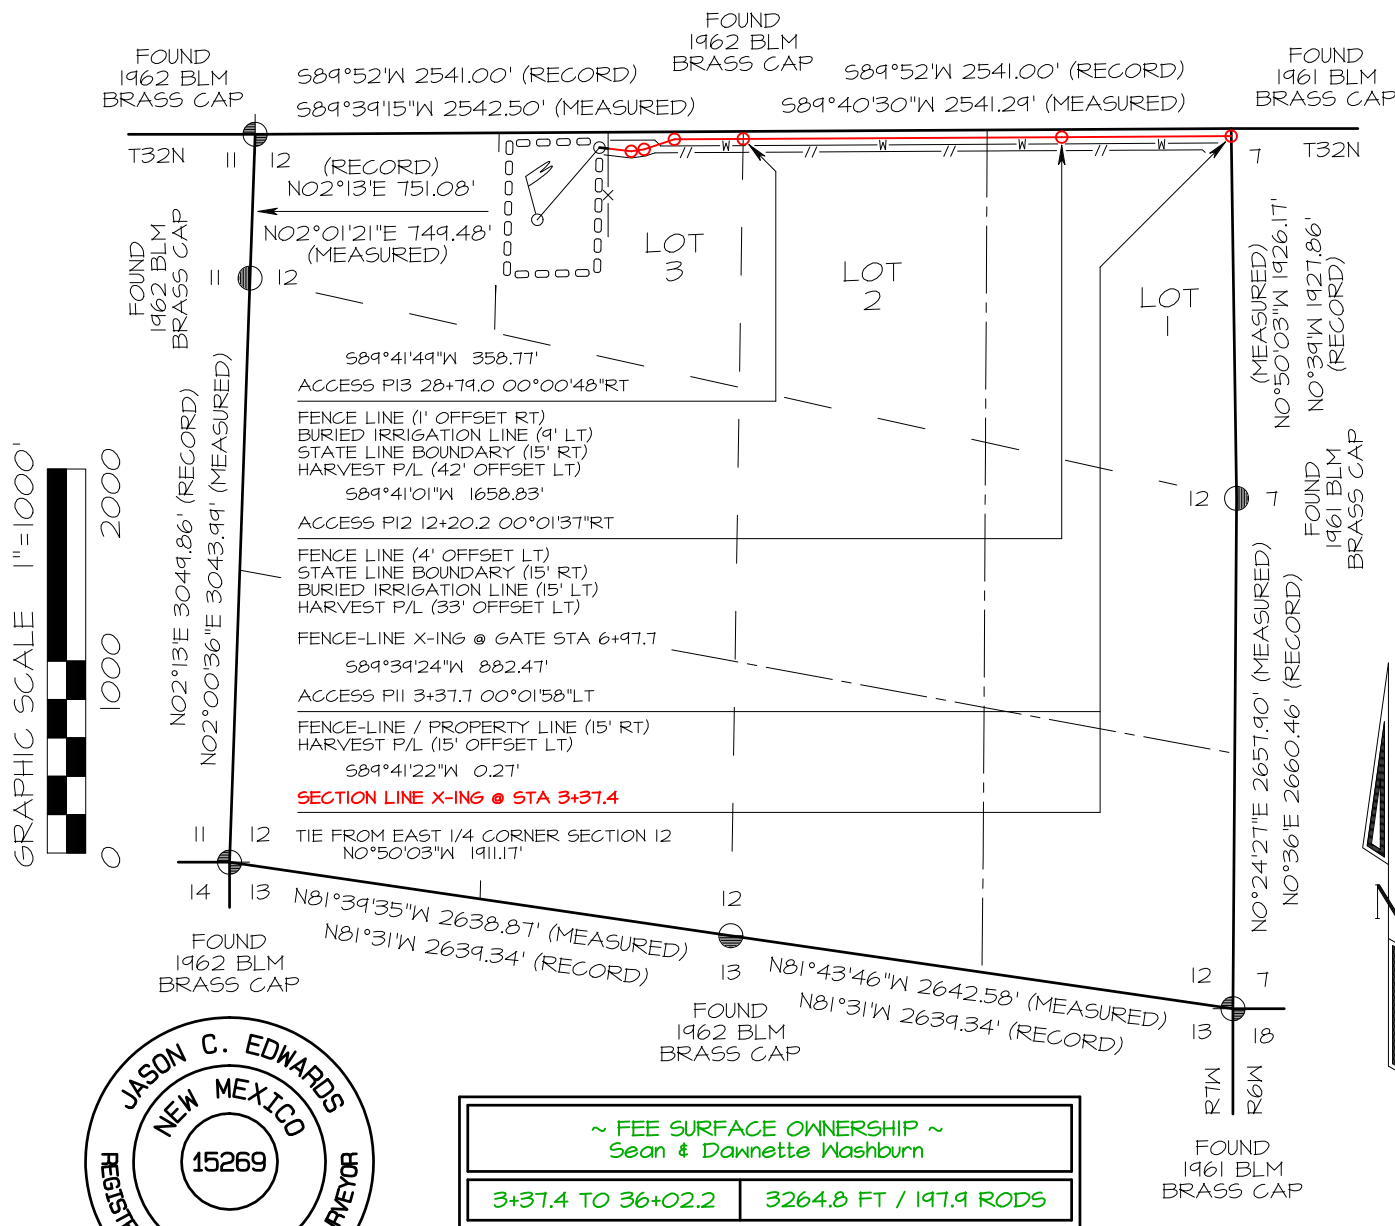 FOUND
1962 BLM
BRASS CAP
S89°52'W 2541.00' (RECORD)
S89°39'15"W 2542.50' (MEASURED)
FOUND
1962 BLM
BRASS CAP
S89°52'W 2541.00' (RECORD)
S89°40'30"W 2541.29' (MEASURED)
FOUND
1961 BLM
BRASS CAP
T32N
11 12
7
T32N
(RECORD)
N02°13'E 751.08'
N02°01'21"E 749.48'
(MEASURED)
W W W W
X
LOT
3
LOT
2
LOT
1
FOUND
1962 BLM
BRASS CAP
11 12
(MEASURED)
N0°50'03"W 1926.17'
N0°39'W 1927.86'
(RECORD)
S89°41'49"W 358.77'
ACCESS PI3 28+79.0 00°00'48"RT
FENCE LINE (1' OFFSET RT)
BURIED IRRIGATION LINE (9' LT)
STATE LINE BOUNDARY (15' RT)
HARVEST P/L (42' OFFSET LT)
S89°41'01"W 1658.83'
ACCESS PI2 12+20.2 00°01'37"RT
FENCE LINE (4' OFFSET LT)
STATE LINE BOUNDARY (15' RT)
BURIED IRRIGATION LINE (15' LT)
HARVEST P/L (33' OFFSET LT)
FENCE-LINE X-ING @ GATE STA 6+97.7
S89°39'24"W 882.47'
ACCESS PI1 3+37.7 00°01'58"LT
FENCE-LINE / PROPERTY LINE (15' RT)
HARVEST P/L (15' OFFSET LT)
S89°41'22"W 0.27'
SECTION LINE X-ING @ STA 3+37.4
TIE FROM EAST 1/4 CORNER SECTION 12
N0°50'03"W 1911.17'
N02°13'E 3049.86' (RECORD)
N02°00'36"E 3043.99' (MEASURED)
GRAPHIC SCALE 1"=1000'
0
1000
2000
12 7
FOUND
1961 BLM
BRASS CAP
N0°24'27"E 2657.90' (MEASURED)
N0°36'E 2660.46' (RECORD)
11 12
14 13
FOUND
1962 BLM
BRASS CAP
N81°39'35"W 2638.87' (MEASURED)
N81°31'W 2639.34' (RECORD)
12
13
FOUND
1962 BLM
BRASS CAP
N81°43'46"W 2642.58' (MEASURED)
N81°31'W 2639.34' (RECORD)
12 7
13 18
R7W
R6W
FOUND
1961 BLM
BRASS CAP
JASON C. EDWARDS
NEW MEXICO
15269
~ FEE SURFACE OWNERSHIP ~
Sean & Dawnette Washburn
3+37.4 TO 36+02.2
3264.8 FT / 197.9 RODS